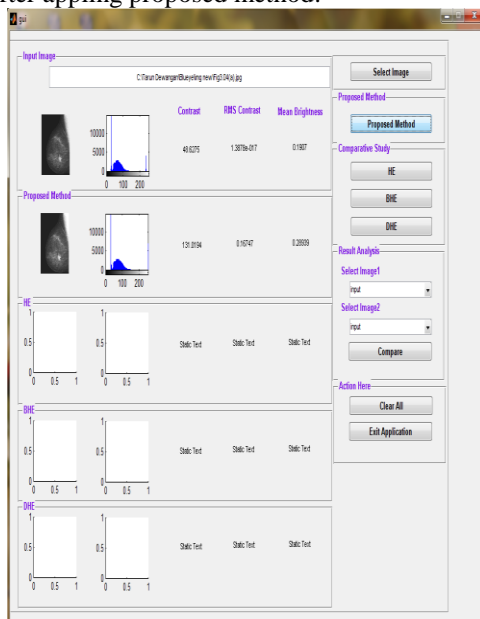 after appling proposed method.
gui
Input Image
C:\Tarun Dewangan\Blueyeling new\Fig3.04(a).jpg
Select Image
Contrast RMS Contrast Mean Brightness
10000
5000
0
0 100 200
48.6275 1.3878e-017 0.1987
Proposed Method
Proposed Method
Comparative Study
HE
BHE
DHE
Proposed Method
10000
5000
0
0 100 200
131.8194 0.16747
Result Analysis
Select Image1
input
Select Image2
input
Compare
HE
1
0.5
0
0 0.5 1
1
0.5
0
0 0.5 1
Static Text Static Text Static Text
Action Here
Clear All
Exit Application
BHE
1
0.5
0
0 0.5 1
1
0.5
0
0 0.5 1
Static Text Static Text Static Text
DHE
1
0.5
0
0 0.5 1
1
0.5
0
0 0.5 1
Static Text Static Text Static Text